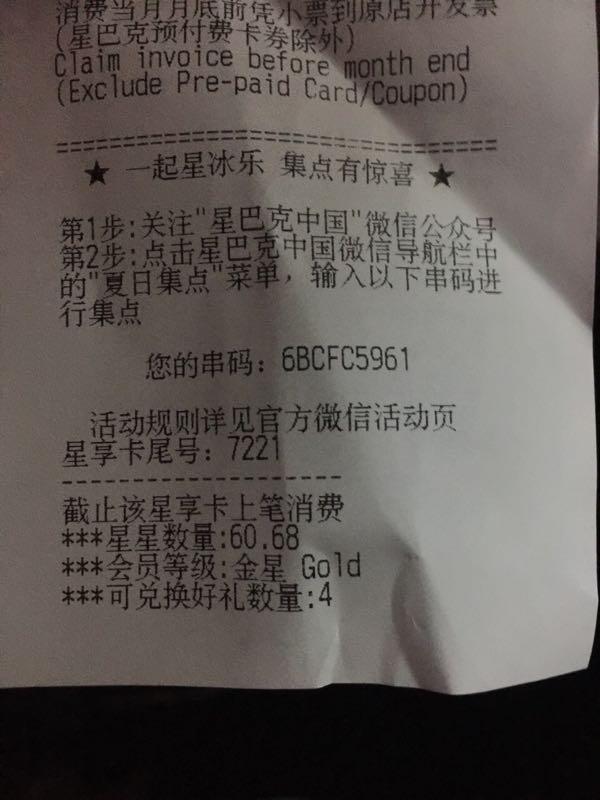 消费当月月底前凭小票到原店开发票
(星巴克预付费卡券除外)
Claim invoice before month end
(Exclude Pre-paid Card/Coupon)
================================
★ 一起星冰乐 集点有惊喜 ★
第1步:关注"星巴克中国"微信公众号
第2步:点击星巴克中国微信导航栏中
的"夏日集点"菜单，输入以下串码进
行集点
您的串码：6BCFC5961
活动规则详见官方微信活动页
星享卡尾号：7221
--------------------
截止该星享卡上笔消费
***星星数量:60.68
***会员等级:金星 Gold
***可兑换好礼数量:4